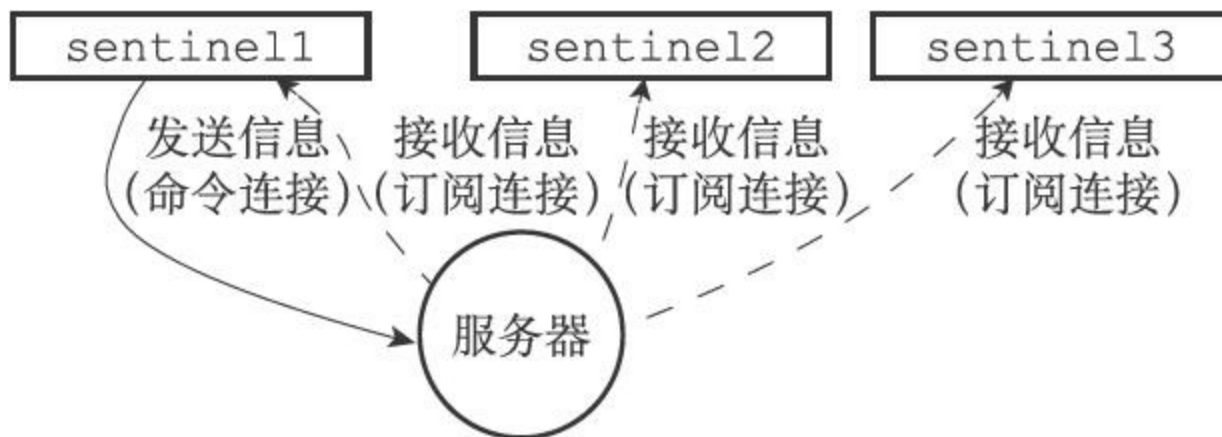 sentinel1
sentinel2
sentinel3
发送信息
(命令连接)
接收信息
(订阅连接)
接收信息
(订阅连接)
接收信息
(订阅连接)
服务器